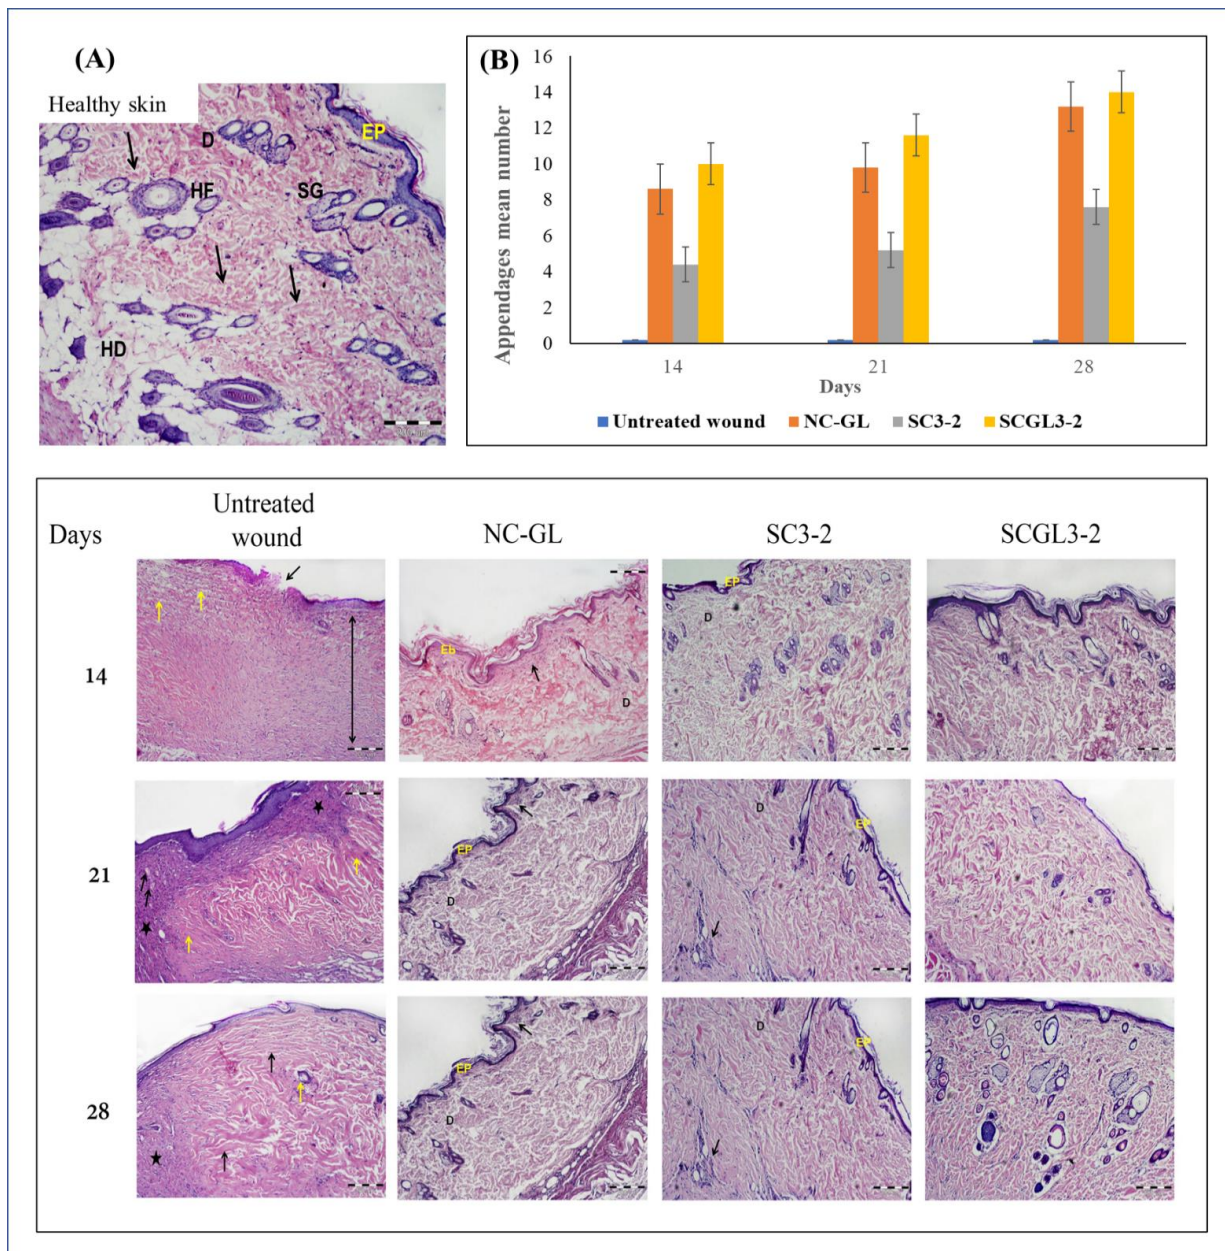 (A)
Healthy skin
D
EP
HF
SG
HD
(B)
Appendages mean number
16
14
12
10
8
6
4
2
0
14
21
28
Days
Untreated wound
NC-GL
SC3-2
SCGL3-2
Days
Untreated
wound
NC-GL
SC3-2
SCGL3-2
14
Eb
D
EP
D
21
EP
D
D
EP
28
EP
D
D
EP